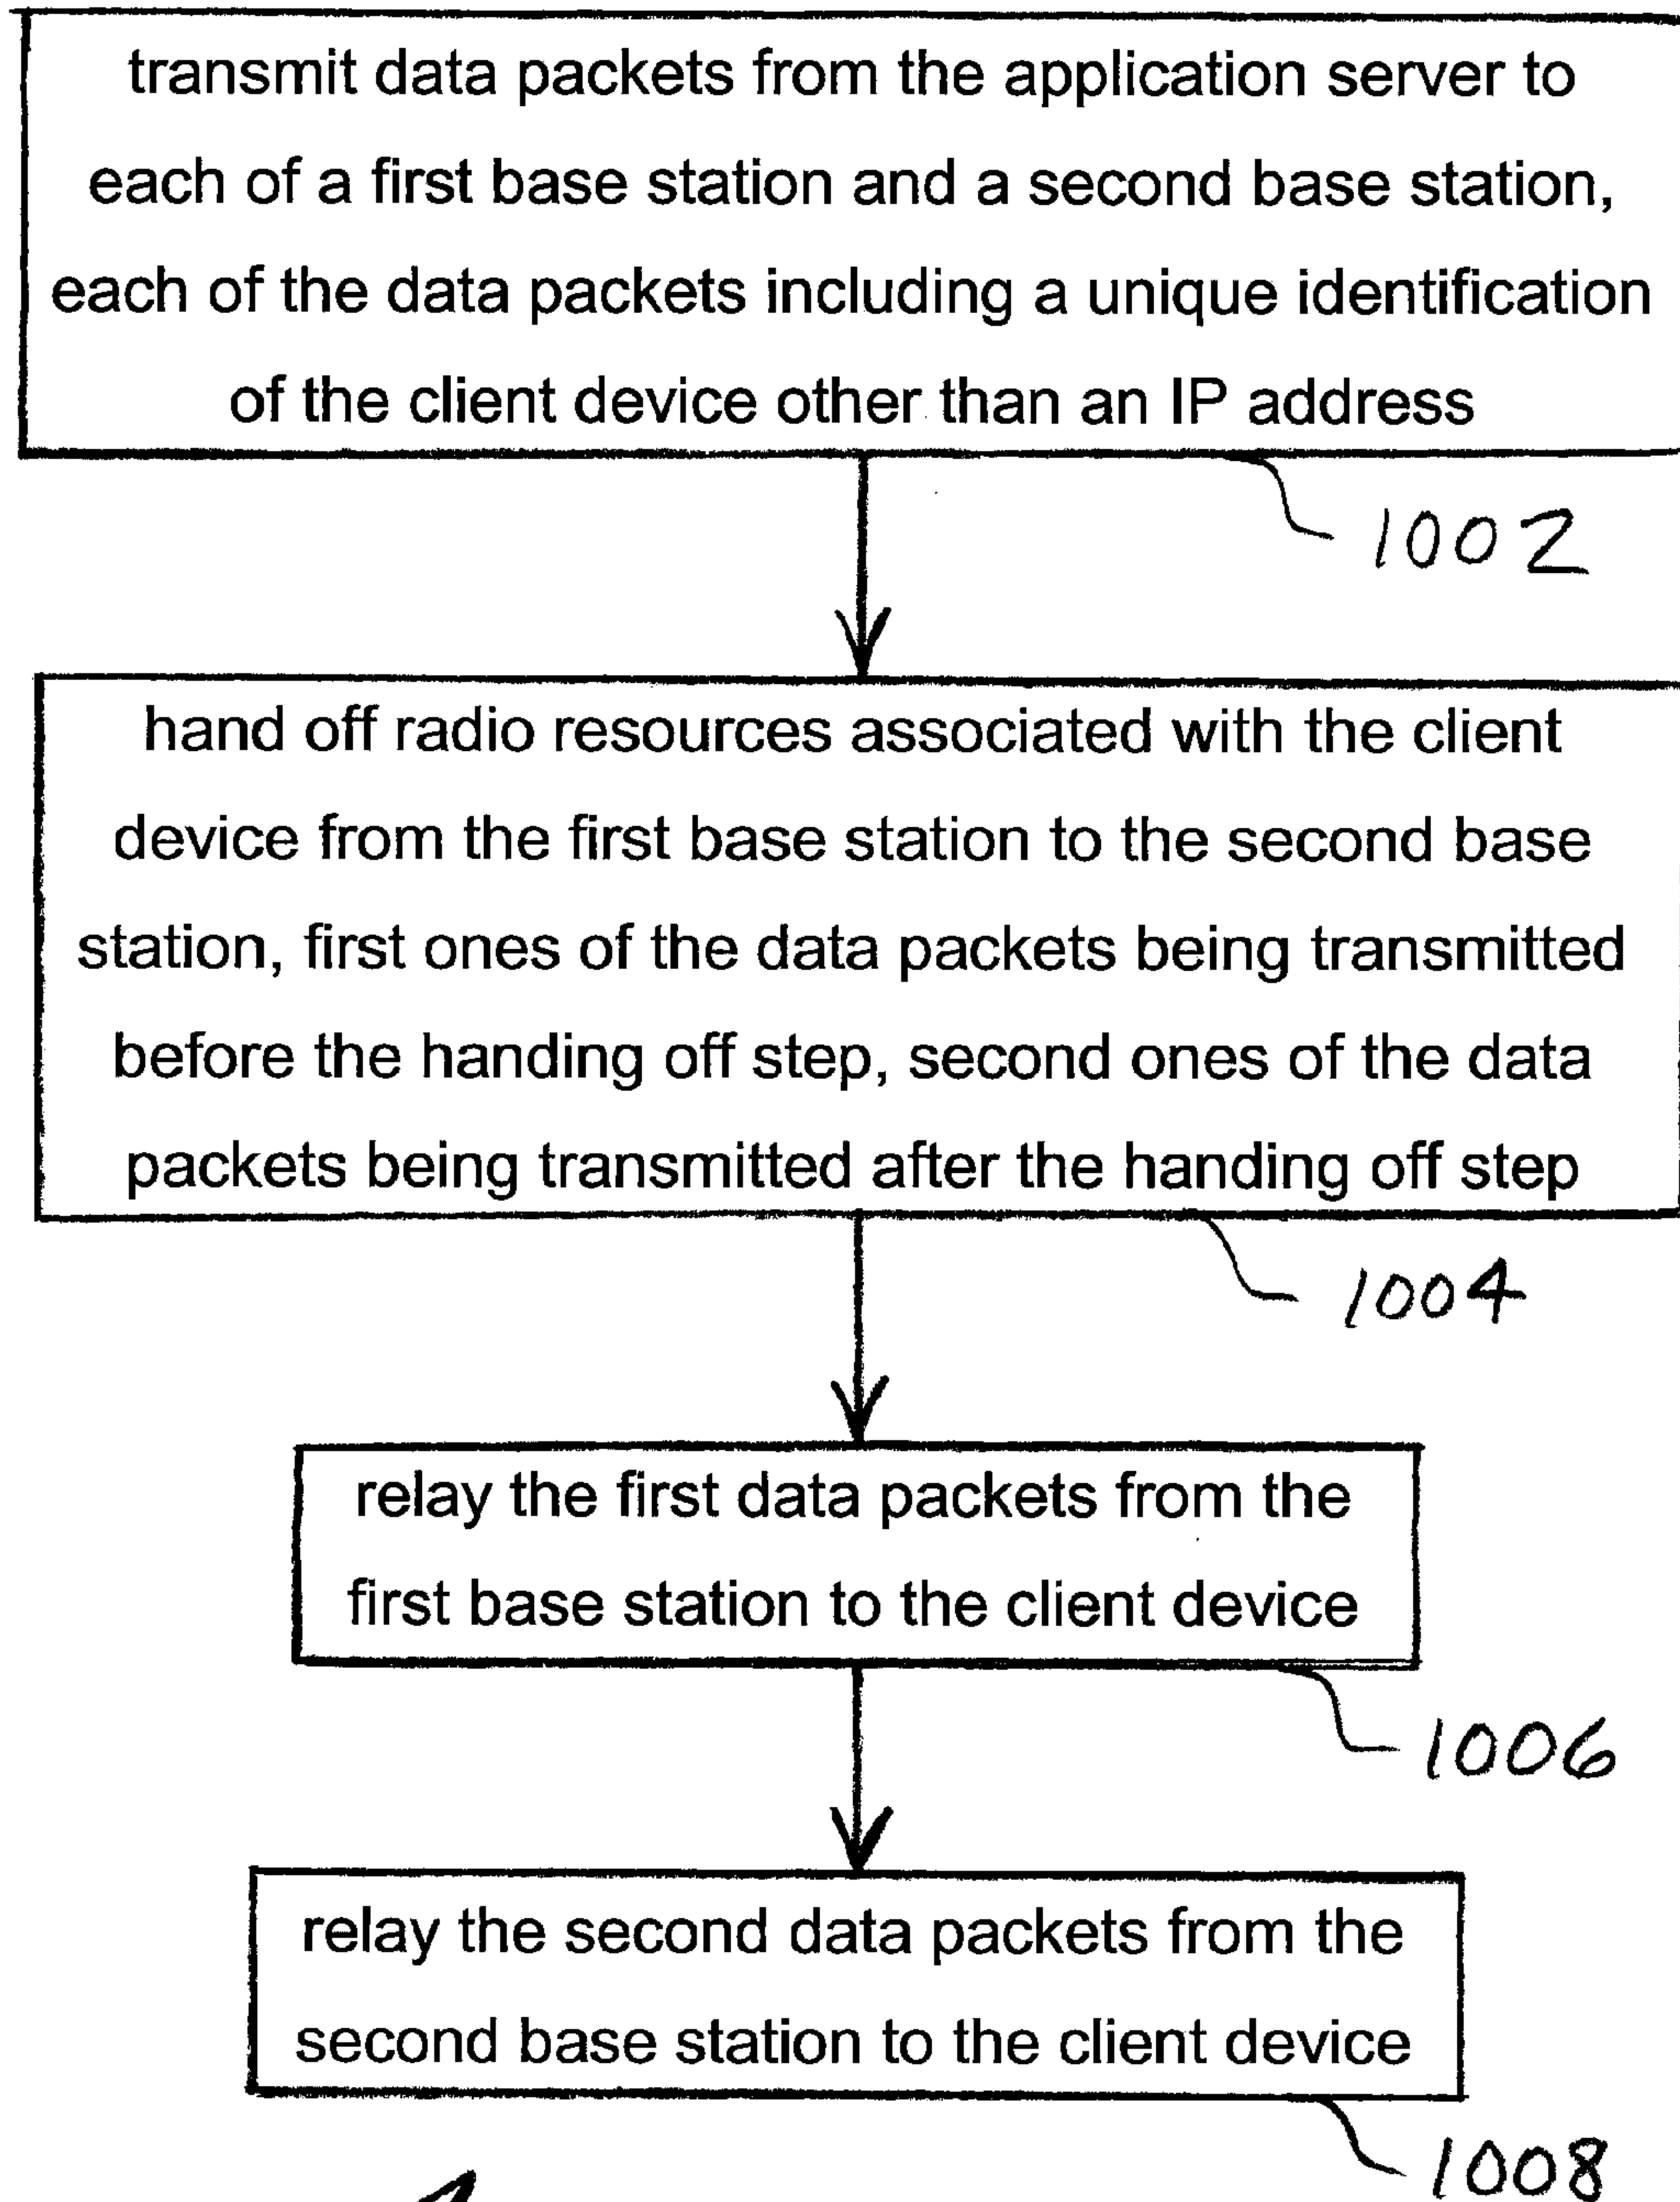 transmit data packets from the application server to
each of a first base station and a second base station,
each of the data packets including a unique identification
of the client device other than an IP address
1002
hand off radio resources associated with the client
device from the first base station to the second base
station, first ones of the data packets being transmitted
before the handing off step, second ones of the data
packets being transmitted after the handing off step
1004
relay the first data packets from the
first base station to the client device
1006
relay the second data packets from the
second base station to the client device
1008